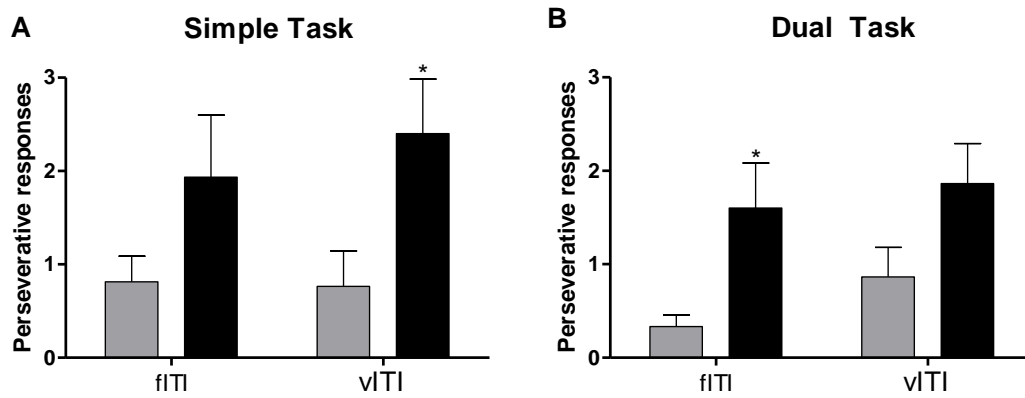 A
Simple Task
Perseverative responses
3
*
2
1
0
fITI
vITI
B
Dual Task
Perseverative responses
3
*
2
1
0
fITI
vITI